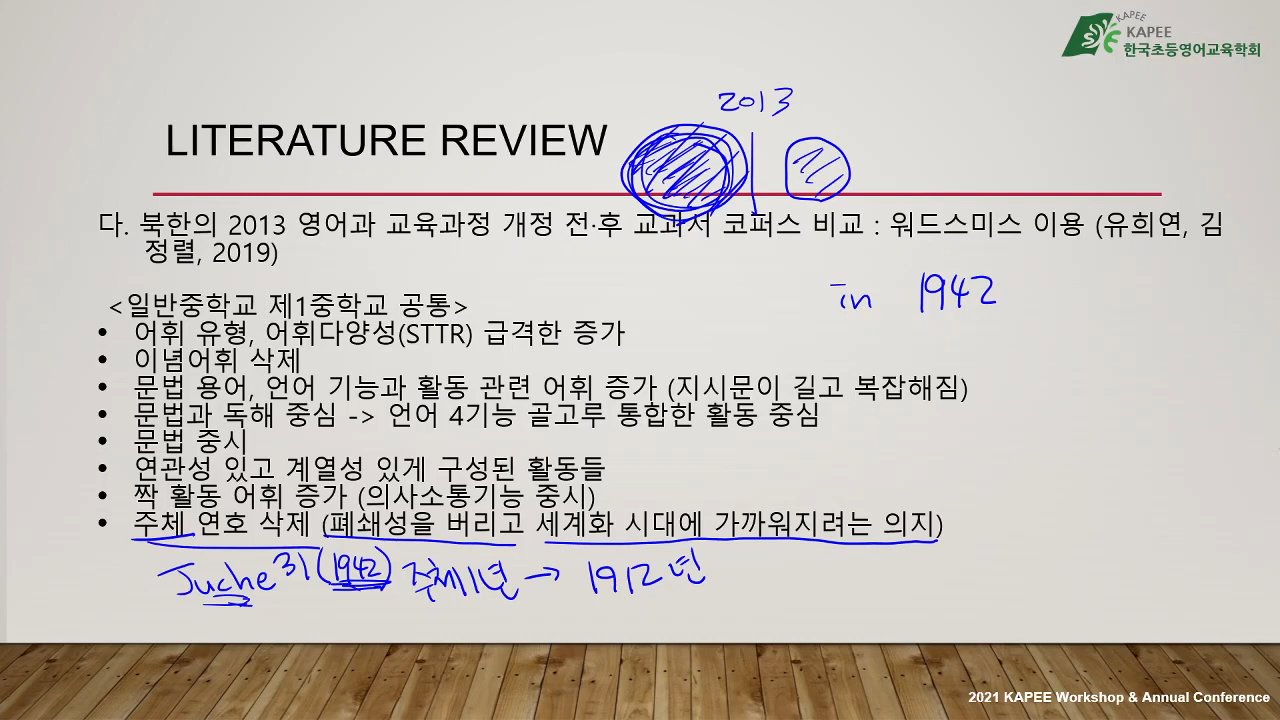 KAPEE
KAPEE
한국초등영어교육학회
2013
LITERATURE REVIEW
다. 북한의 2013 영어과 교육과정 개정 전·후 교과서 코퍼스 비교 : 워드스미스 이용 (유희연, 김
정렬, 2019)
in 1942
<일반중학교 제1중학교 공통>
• 어휘 유형, 어휘다양성(STTR) 급격한 증가
• 이념어휘 삭제
• 문법 용어, 언어 기능과 활동 관련 어휘 증가 (지시문이 길고 복잡해짐)
• 문법과 독해 중심 -> 언어 4기능 골고루 통합한 활동 중심
• 문법 중시
• 연관성 있고 계열성 있게 구성된 활동들
• 짝 활동 어휘 증가 (의사소통기능 중시)
• 주체 연호 삭제 (폐쇄성을 버리고 세계화 시대에 가까워지려는 의지)
Juche 31 (1942) 주체1년 → 1912년
2021 KAPEE Workshop & Annual Conference